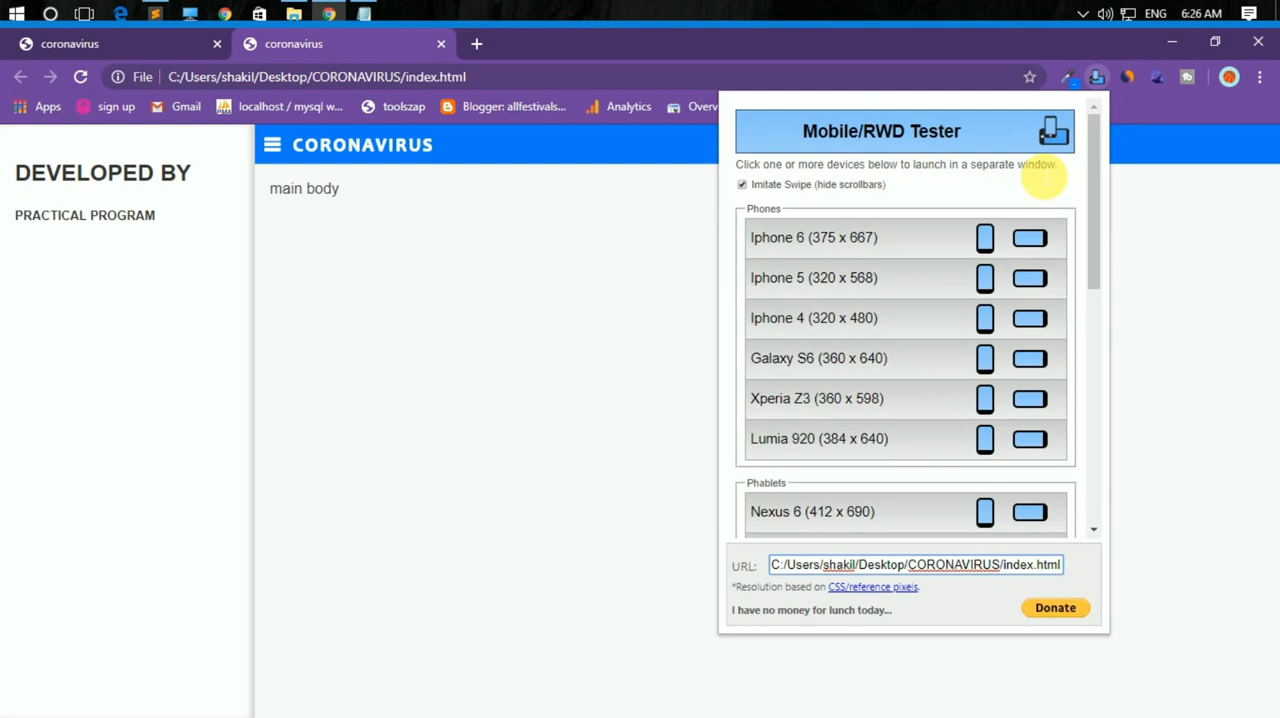 ENG 6:26 AM
coronavirus
coronavirus
File C:/Users/shakil/Desktop/CORONAVIRUS/index.html
Apps sign up Gmail localhost / mysql w... toolszap Blogger: allfestivals... Analytics Overv
DEVELOPED BY
PRACTICAL PROGRAM
CORONAVIRUS
main body
Mobile/RWD Tester
Click one or more devices below to launch in a separate window.
Imitate Swipe (hide scrollbars)
Phones
Iphone 6 (375 x 667)
Iphone 5 (320 x 568)
Iphone 4 (320 x 480)
Galaxy S6 (360 x 640)
Xperia Z3 (360 x 598)
Lumia 920 (384 x 640)
Phablets
Nexus 6 (412 x 690)
URL: C:/Users/shakil/Desktop/CORONAVIRUS/index.html
*Resolution based on CSS/reference pixels.
I have no money for lunch today...
Donate